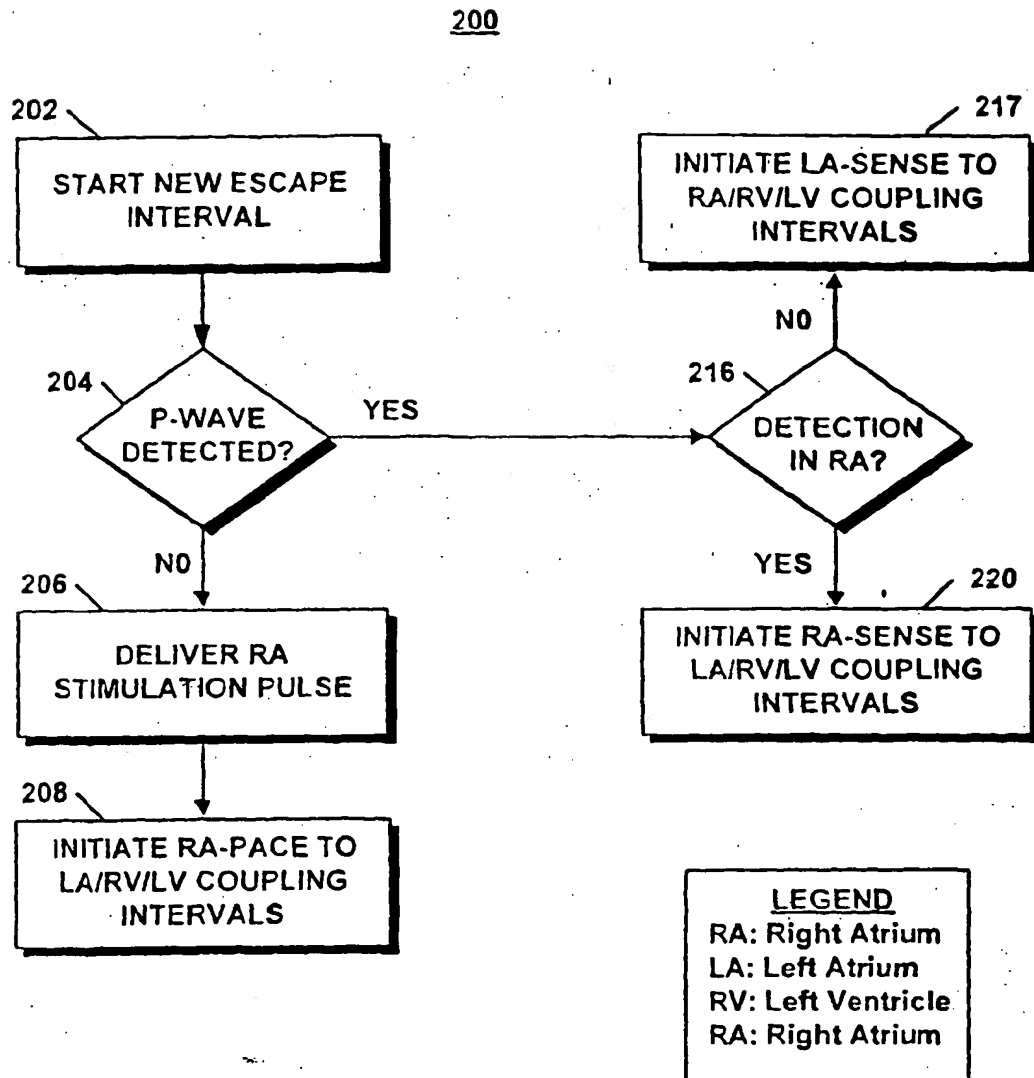 200
202
START NEW ESCAPE
INTERVAL
204
P-WAVE
DETECTED?
YES
NO
206
DELIVER RA
STIMULATION PULSE
208
INITIATE RA-PACE TO
LA/RV/LV COUPLING
INTERVALS
217
INITIATE LA-SENSE TO
RA/RV/LV COUPLING
INTERVALS
NO
216
DETECTION
IN RA?
YES
220
INITIATE RA-SENSE TO
LA/RV/LV COUPLING
INTERVALS
LEGEND
RA: Right Atrium
LA: Left Atrium
RV: Left Ventricle
RA: Right Atrium